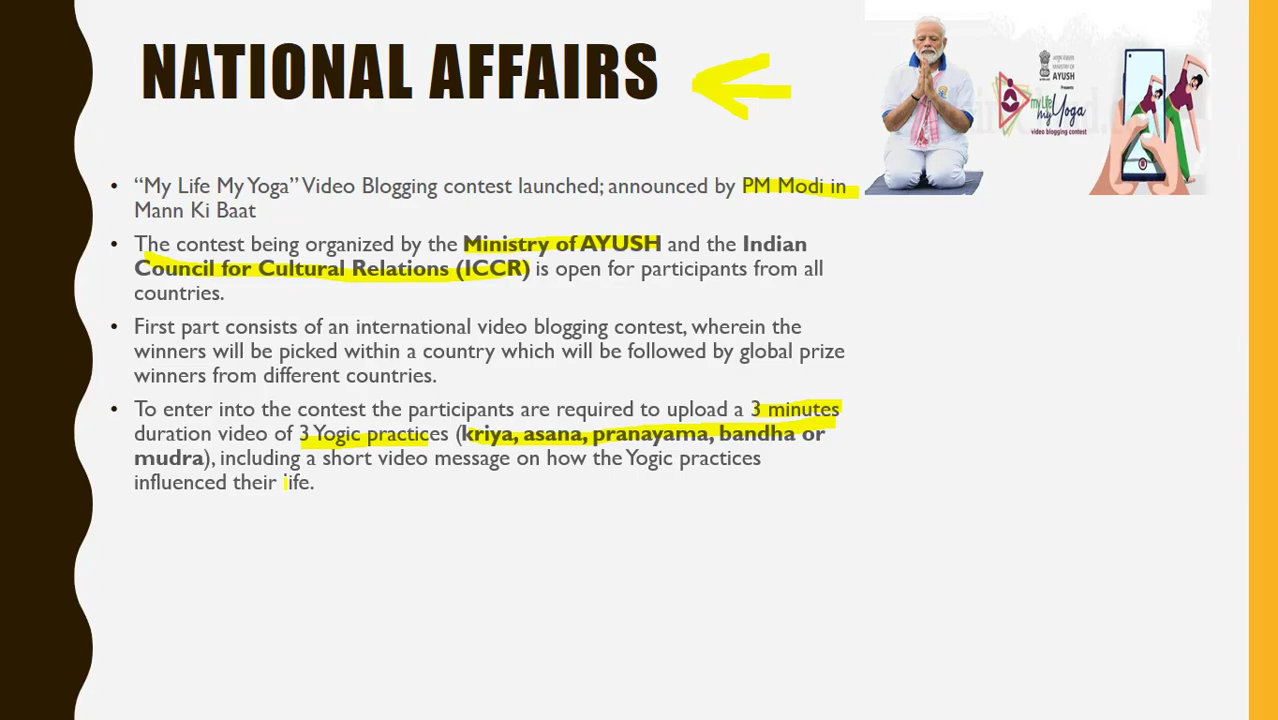 NATIONAL AFFAIRS
MINISTRY OF
AYUSH
Presents
my Life
my Yoga
video blogging contest
• “My Life My Yoga” Video Blogging contest launched; announced by PM Modi in
Mann Ki Baat
• The contest being organized by the Ministry of AYUSH and the Indian
Council for Cultural Relations (ICCR) is open for participants from all
countries.
• First part consists of an international video blogging contest, wherein the
winners will be picked within a country which will be followed by global prize
winners from different countries.
• To enter into the contest the participants are required to upload a 3 minutes
duration video of 3 Yogic practices (kriya, asana, pranayama, bandha or
mudra), including a short video message on how the Yogic practices
influenced their life.